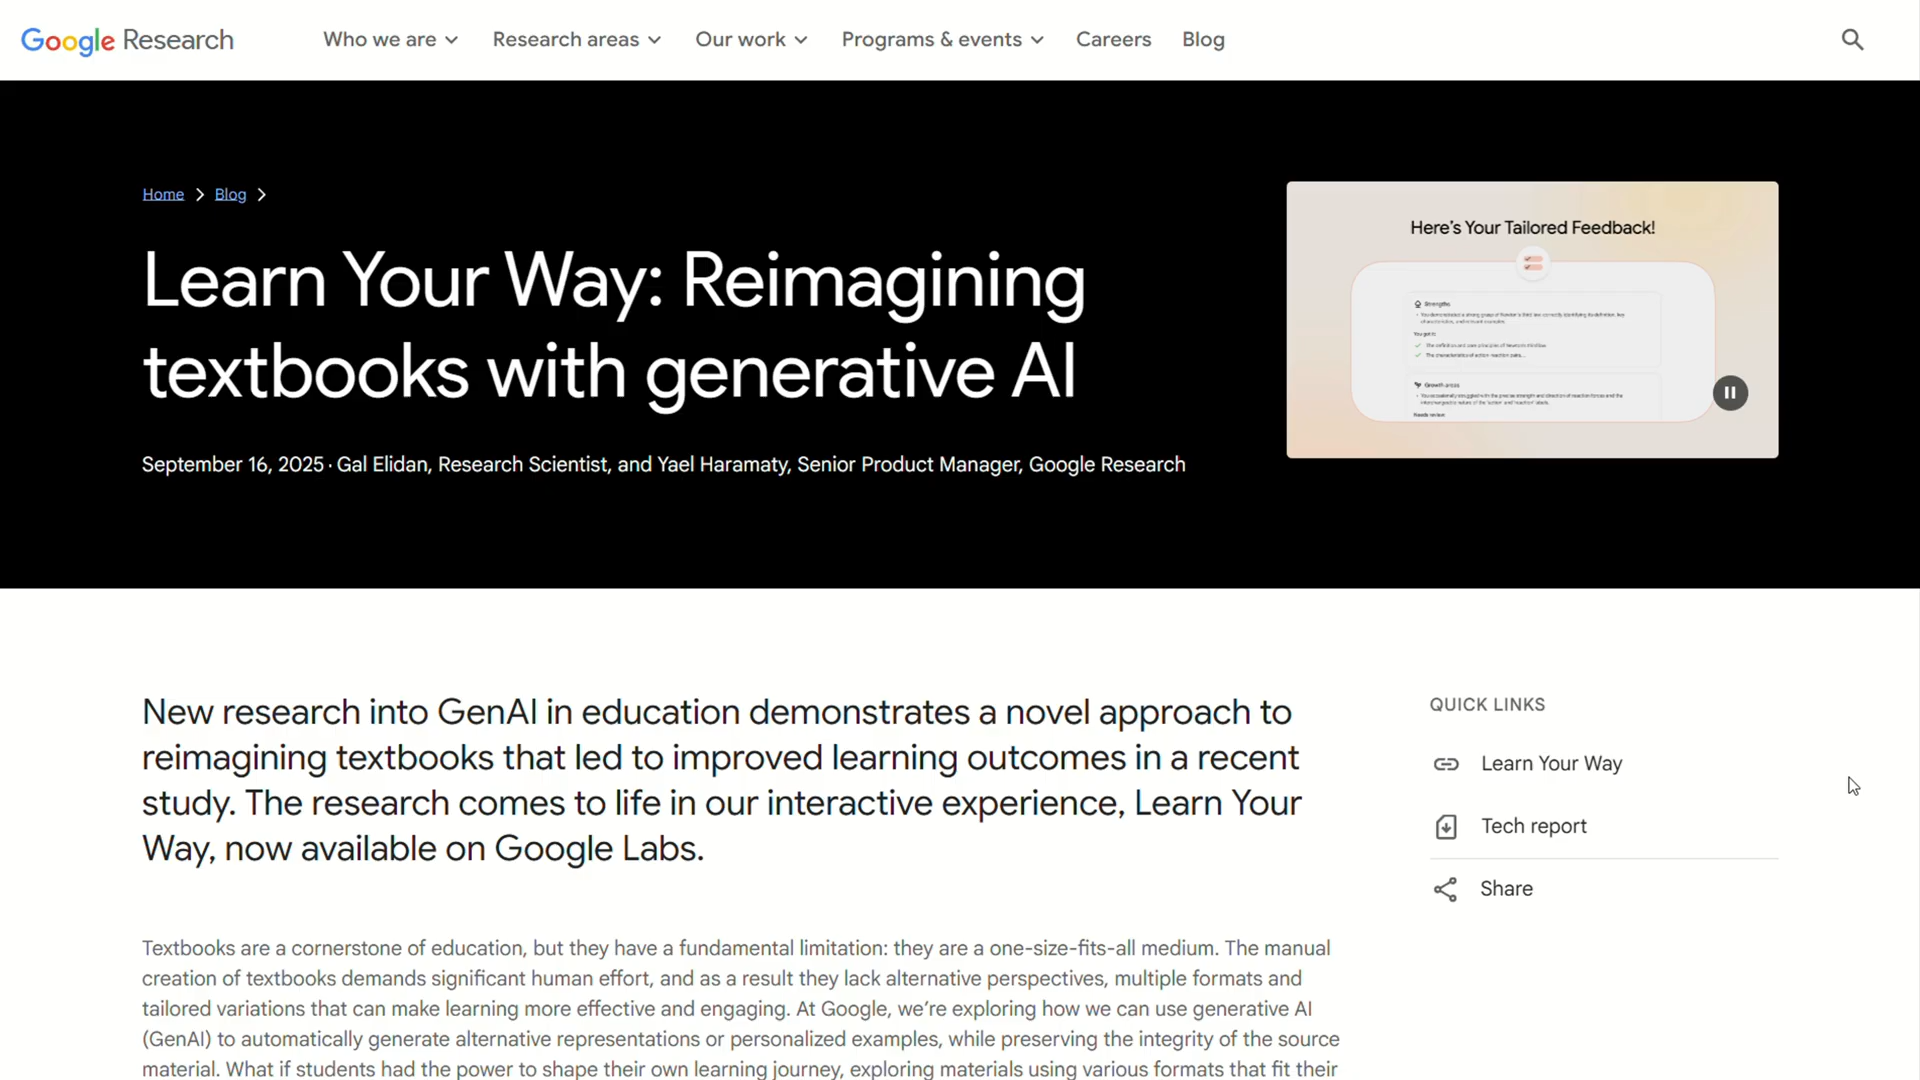 Google Research
Who we are
Research areas
Our work
Programs & events
Careers
Blog
Home
Blog
Learn Your Way: Reimagining
textbooks with generative AI
September 16, 2025 · Gal Elidan, Research Scientist, and Yael Haramaty, Senior Product Manager, Google Research
Here's Your Tailored Feedback!
Strengths
You got it:
Growth areas
Needs review:
New research into GenAI in education demonstrates a novel approach to
reimagining textbooks that led to improved learning outcomes in a recent
study. The research comes to life in our interactive experience, Learn Your
Way, now available on Google Labs.
QUICK LINKS
Learn Your Way
Tech report
Share
Textbooks are a cornerstone of education, but they have a fundamental limitation: they are a one-size-fits-all medium. The manual
creation of textbooks demands significant human effort, and as a result they lack alternative perspectives, multiple formats and
tailored variations that can make learning more effective and engaging. At Google, we're exploring how we can use generative AI
(GenAI) to automatically generate alternative representations or personalized examples, while preserving the integrity of the source
material. What if students had the power to shape their own learning journey, exploring materials using various formats that fit their